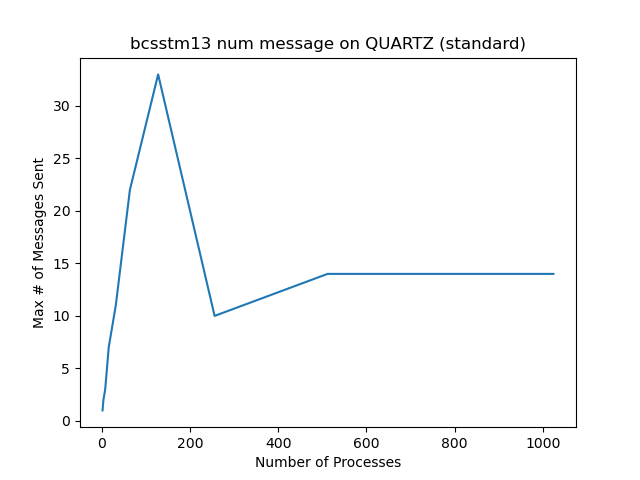 bcsstm13 num message on QUARTZ (standard)
Max # of Messages Sent
30
25
20
15
10
5
0
0 200 400 600 800 1000
Number of Processes